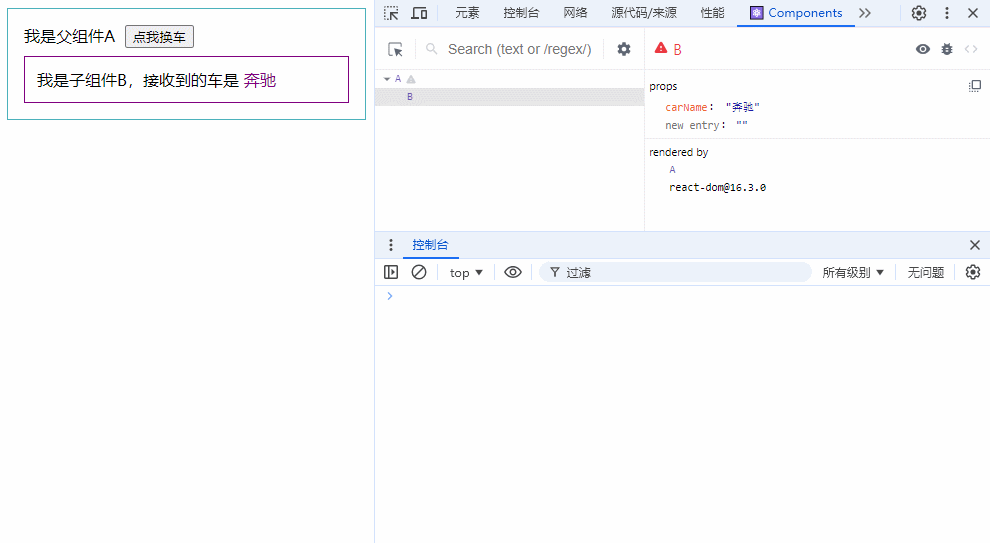 我是父组件A 点我换车
我是子组件B，接收到的车是 奔驰
元素 控制台 网络 源代码/来源 性能 Components
Search (text or /regex/)
B
A
B
props
carName: "奔驰"
new entry: ""
rendered by
A
react-dom@16.3.0
控制台
top 过滤 所有级别 无问题